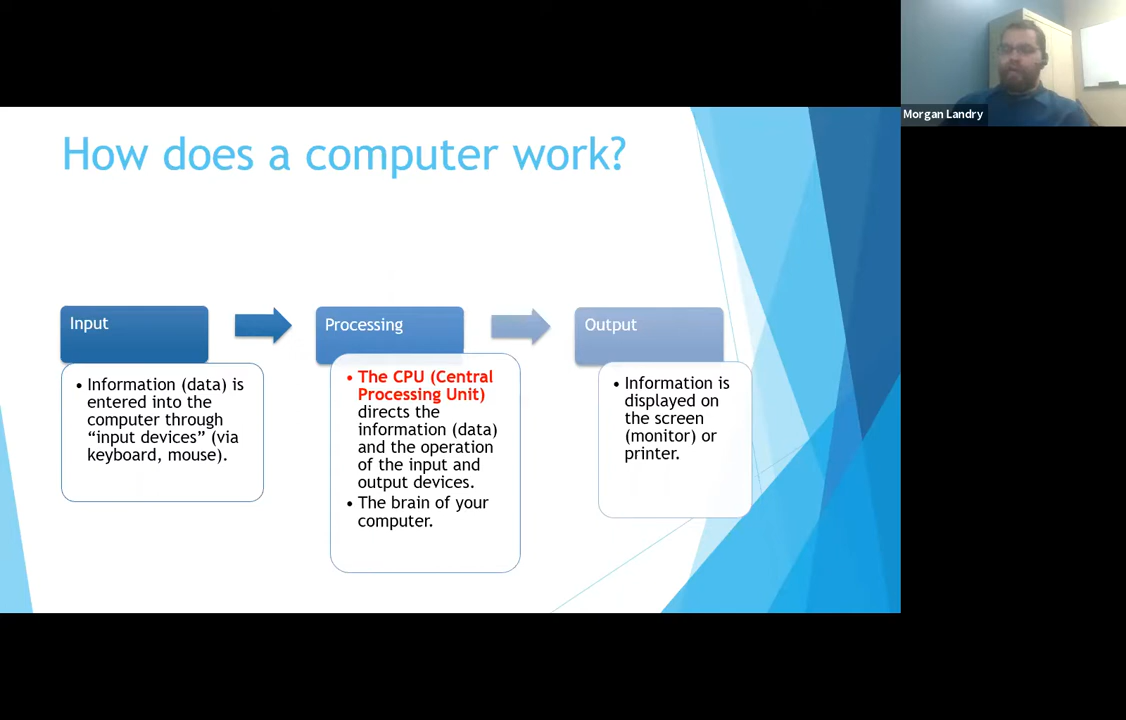 Morgan Landry
How does a computer work?
Input
• Information (data) is
entered into the
computer through
“input devices” (via
keyboard, mouse).
Processing
• The CPU (Central
Processing Unit)
directs the
information (data)
and the operation
of the input and
output devices.
• The brain of your
computer.
Output
• Information is
displayed on
the screen
(monitor) or
printer.